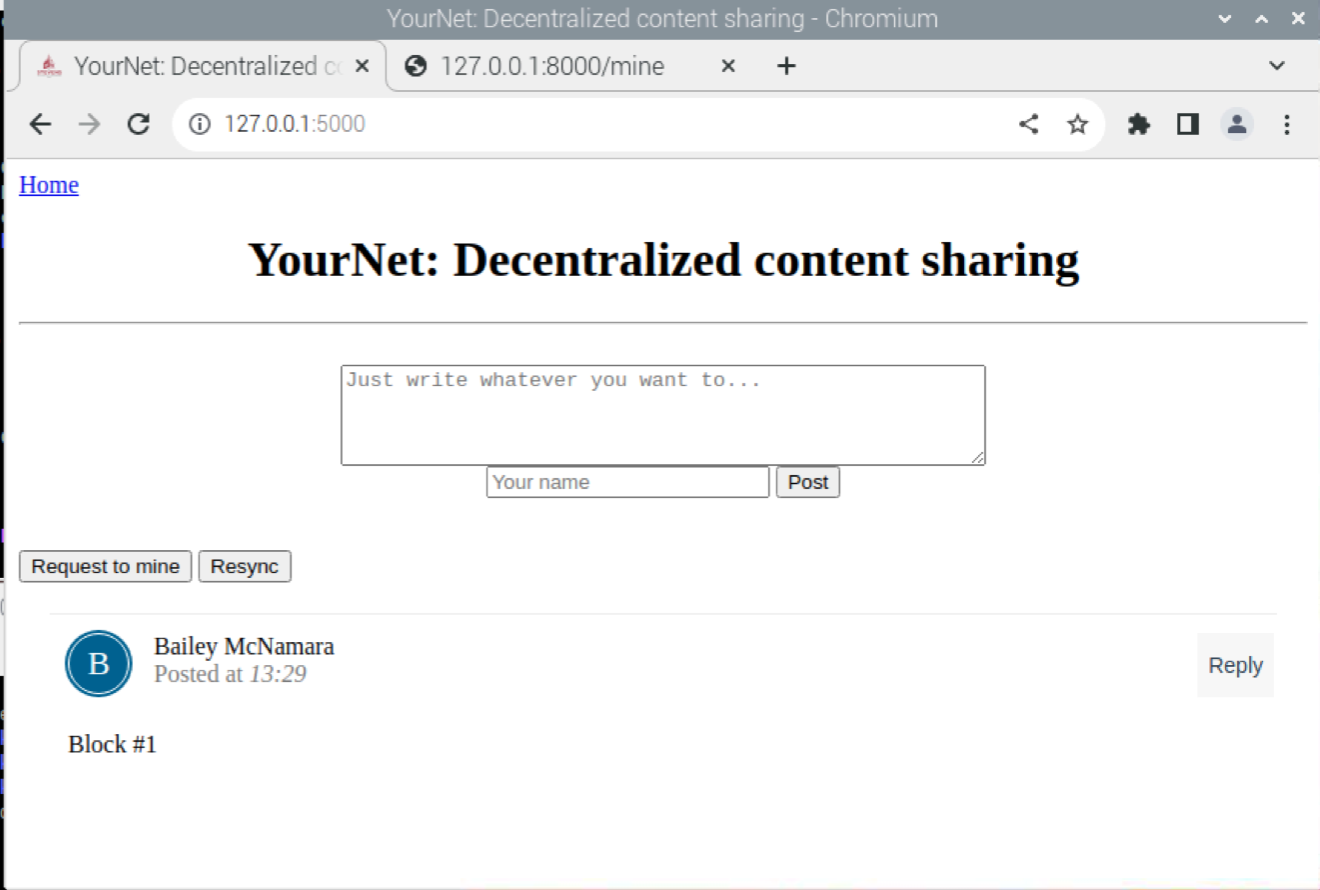 YourNet: Decentralized content sharing - Chromium
YourNet: Decentralized co
127.0.0.1:8000/mine
127.0.0.1:5000
Home
YourNet: Decentralized content sharing
Just write whatever you want to...
Your name
Post
Request to mine
Resync
B
Bailey McNamara
Posted at 13:29
Reply
Block #1